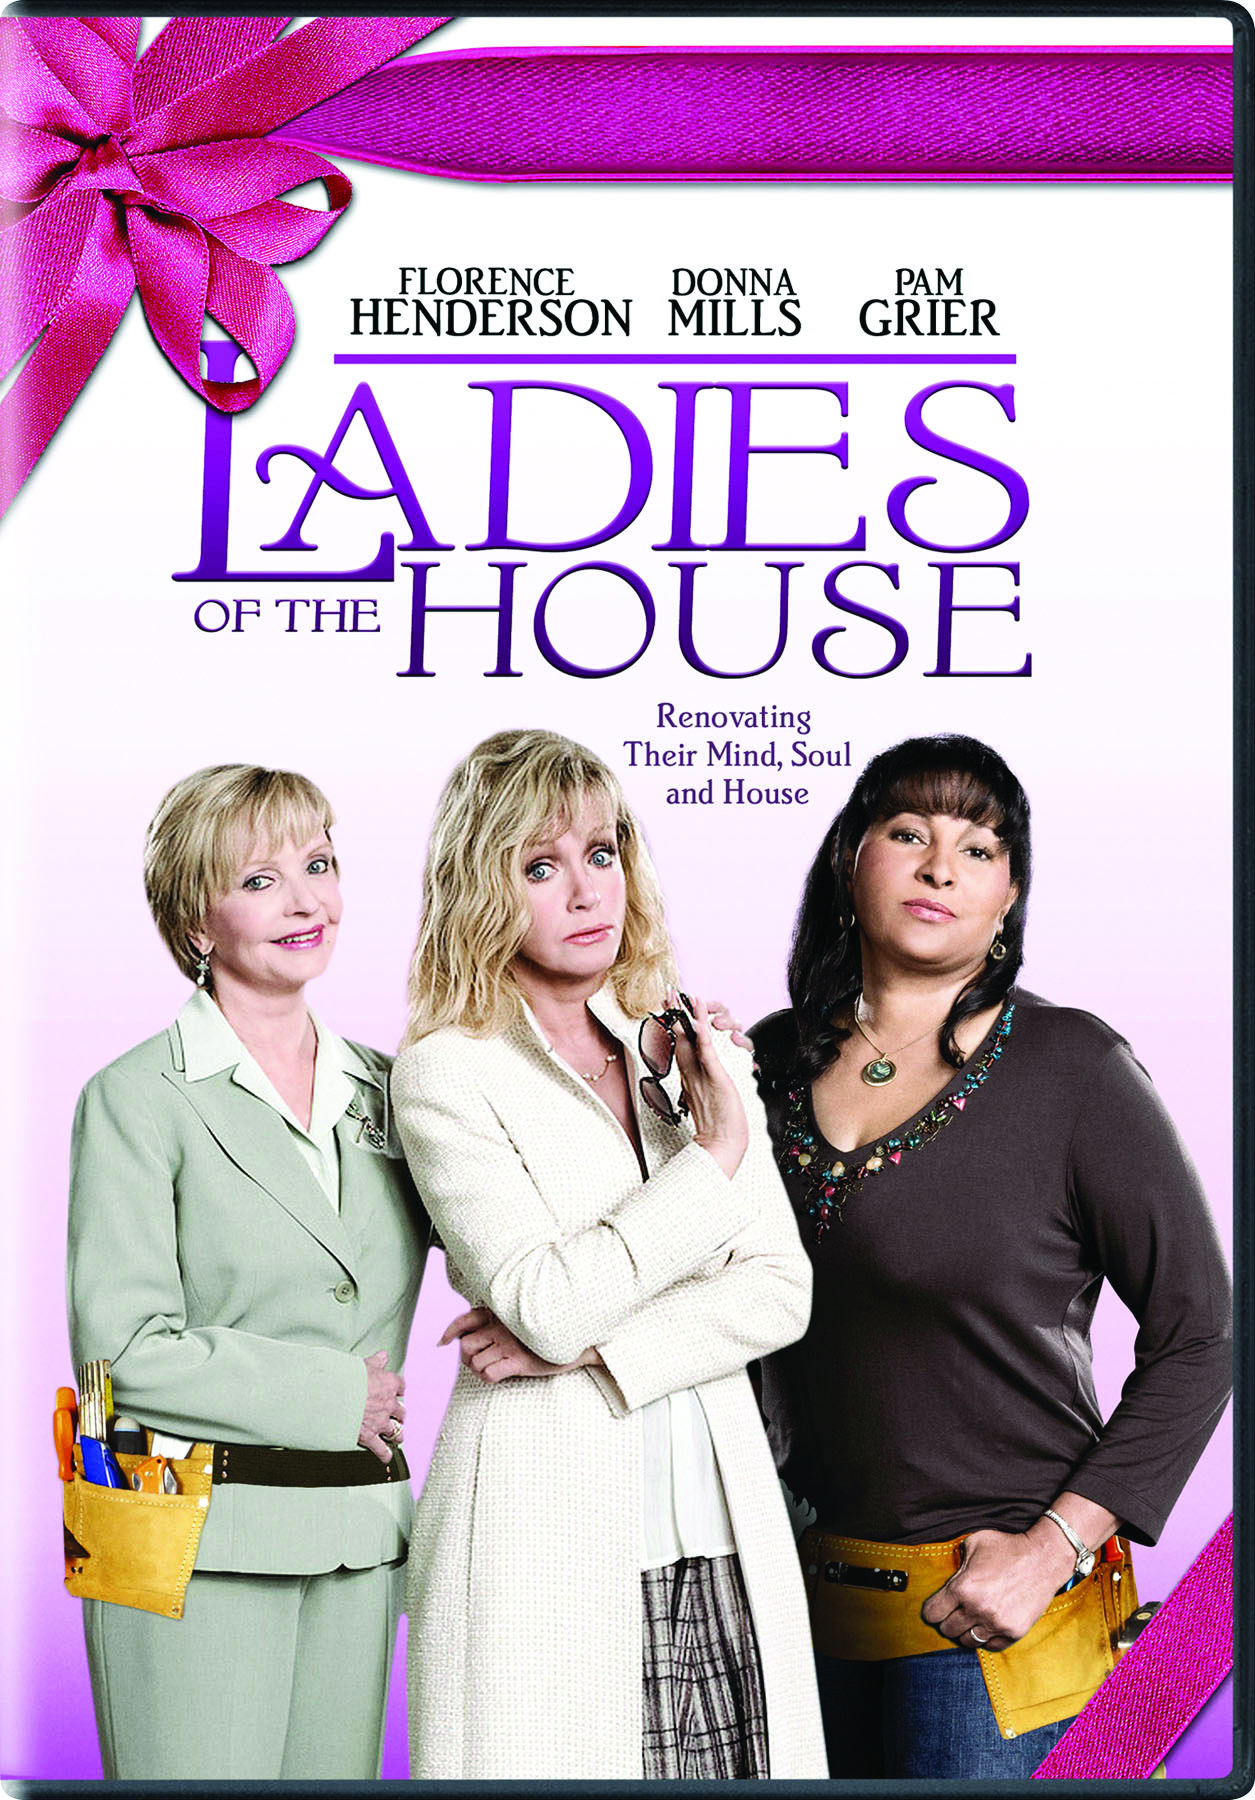 FLORENCE HENDERSON
DONNA MILLS
PAM GRIER
LADIES
OF THE HOUSE
Renovating
Their Mind, Soul
and House